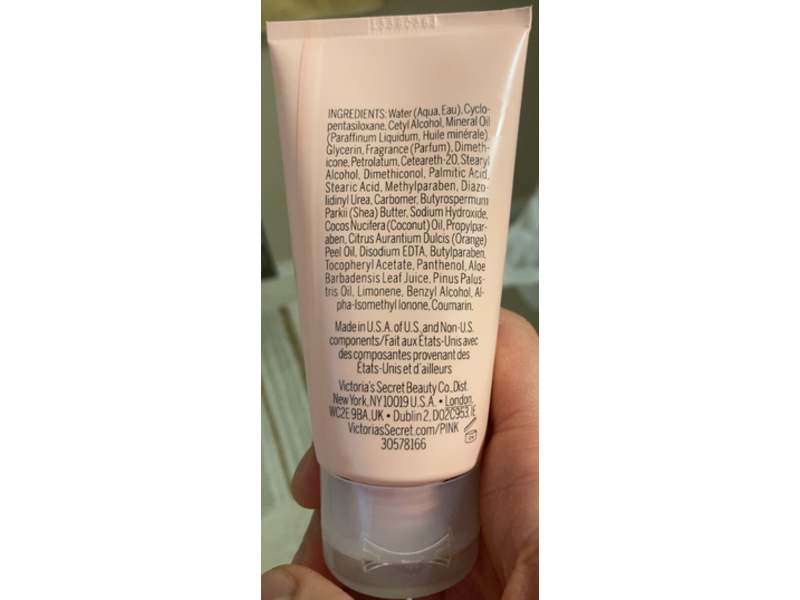 INGREDIENTS: Water (Aqua, Eau), Cyclo-
pentasiloxane, Cetyl Alcohol, Mineral Oil
(Paraffinum Liquidum, Huile minérale),
Glycerin, Fragrance (Parfum), Dimeth-
icone, Petrolatum, Ceteareth-20, Stearyl
Alcohol, Dimethiconol, Palmitic Acid,
Stearic Acid, Methylparaben, Diazo-
lidinyl Urea, Carbomer, Butyrospermum
Parkii (Shea) Butter, Sodium Hydroxide,
Cocos Nucifera (Coconut) Oil, Propylpar-
aben, Citrus Aurantium Dulcis (Orange)
Peel Oil, Disodium EDTA, Butylparaben,
Tocopheryl Acetate, Panthenol, Aloe
Barbadensis Leaf Juice, Pinus Palus-
tris Oil, Limonene, Benzyl Alcohol, Al-
pha-Isomethyl Ionone, Coumarin.
Made in U.S.A. of U.S. and Non-U.S.
components/Fait aux États-Unis avec
des composantes provenant des
États-Unis et d'ailleurs
Victoria's Secret Beauty Co., Dist.
New York, NY 10019 U.S.A. • London,
WC2E 9BA, UK • Dublin 2, D02C953, IE
VictoriasSecret.com/PINK
30578166